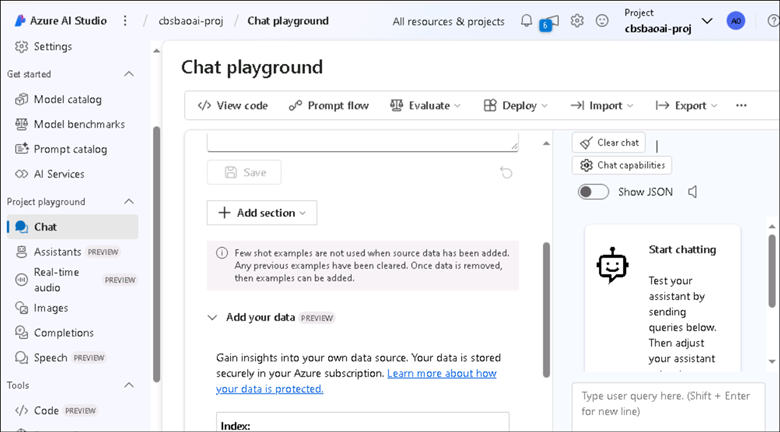 Azure AI Studio / cbsbaoai-proj / Chat playground All resources & projects 6 Project
cbsbaoai-proj AO
Settings
Get started
Model catalog
Model benchmarks
Prompt catalog
AI Services
Project playground
Chat
Assistants PREVIEW
Real-time
audio PREVIEW
Images
Completions
Speech PREVIEW
Tools
Code PREVIEW
Chat playground
View code Prompt flow Evaluate Deploy Import Export
Save
Add section
Few shot examples are not used when source data has been added.
Any previous examples have been cleared. Once data is removed,
then examples can be added.
Add your data PREVIEW
Gain insights into your own data source. Your data is stored
securely in your Azure subscription. Learn more about how
your data is protected.
Index:
Clear chat
Chat capabilities
Show JSON
Start chatting
Test your
assistant by
sending
queries below.
Then adjust
your assistant
Type user query here. (Shift + Enter
for new line)